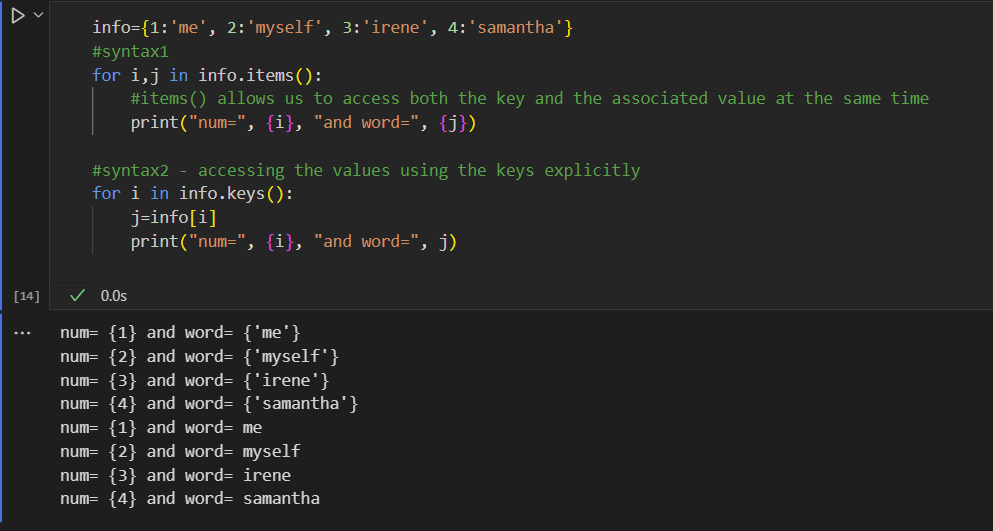 info={1:'me', 2:'myself', 3:'irene', 4:'samantha'}
#syntax1
for i,j in info.items():
    #items() allows us to access both the key and the associated value at the same time
    print("num=", {i}, "and word=", {j})

#syntax2 - accessing the values using the keys explicitly
for i in info.keys():
    j=info[i]
    print("num=", {i}, "and word=", j)
[14] ✓ 0.0s
... num= {1} and word= {'me'}
num= {2} and word= {'myself'}
num= {3} and word= {'irene'}
num= {4} and word= {'samantha'}
num= {1} and word= me
num= {2} and word= myself
num= {3} and word= irene
num= {4} and word= samantha